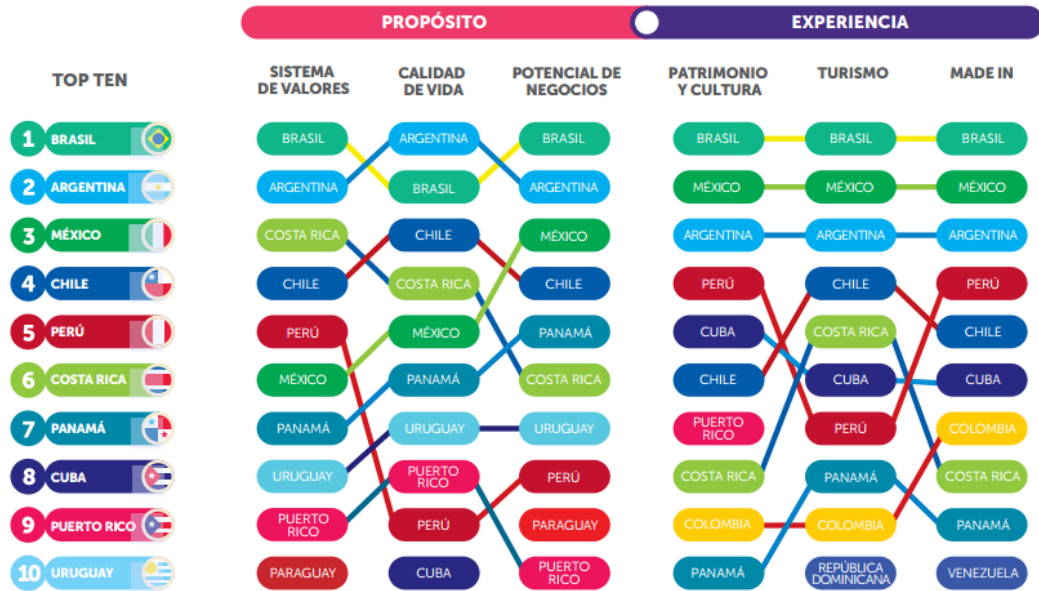 PROPÓSITO
EXPERIENCIA
TOP TEN
SISTEMA
DE VALORES
CALIDAD
DE VIDA
POTENCIAL DE
NEGOCIOS
PATRIMONIO
Y CULTURA
TURISMO
MADE IN
1 BRASIL
BRASIL
ARGENTINA
BRASIL
BRASIL
BRASIL
BRASIL
2 ARGENTINA
ARGENTINA
BRASIL
ARGENTINA
MÉXICO
MÉXICO
MÉXICO
3 MÉXICO
COSTA RICA
CHILE
MÉXICO
ARGENTINA
ARGENTINA
ARGENTINA
4 CHILE
CHILE
COSTA RICA
CHILE
PERÚ
CHILE
PERÚ
5 PERÚ
PERÚ
MÉXICO
PANAMÁ
CUBA
COSTA RICA
CHILE
6 COSTA RICA
MÉXICO
PANAMÁ
COSTA RICA
CHILE
CUBA
CUBA
7 PANAMÁ
PANAMÁ
URUGUAY
URUGUAY
PUERTO
RICO
PERÚ
COLOMBIA
8 CUBA
URUGUAY
PUERTO
RICO
PERÚ
COSTA RICA
PANAMÁ
COSTA RICA
9 PUERTO RICO
PUERTO
RICO
PERÚ
PARAGUAY
COLOMBIA
COLOMBIA
PANAMÁ
10 URUGUAY
PARAGUAY
CUBA
PUERTO
RICO
PANAMÁ
REPÚBLICA
DOMINICANA
VENEZUELA